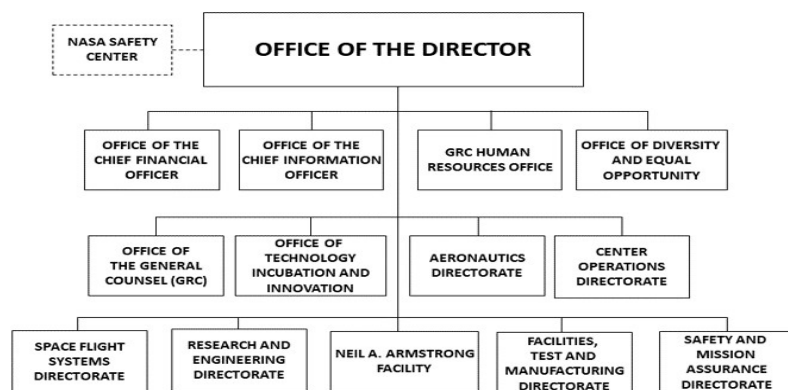 NASA SAFETY
CENTER
OFFICE OF THE DIRECTOR
OFFICE OF THE
CHIEF FINANCIAL
OFFICER
OFFICE OF THE
CHIEF INFORMATION
OFFICER
GRC HUMAN
RESOURCES OFFICE
OFFICE OF DIVERSITY
AND EQUAL
OPPORTUNITY
OFFICE OF
THE GENERAL
COUNSEL (GRC)
OFFICE OF
TECHNOLOGY
INCUBATION AND
INNOVATION
AERONAUTICS
DIRECTORATE
CENTER
OPERATIONS
DIRECTORATE
SPACE FLIGHT
SYSTEMS
DIRECTORATE
RESEARCH AND
ENGINEERING
DIRECTORATE
NEIL A. ARMSTRONG
FACILITY
FACILITIES,
TEST AND
MANUFACTURING
DIRECTORATE
SAFETY AND
MISSION
ASSURANCE
DIRECTORATE